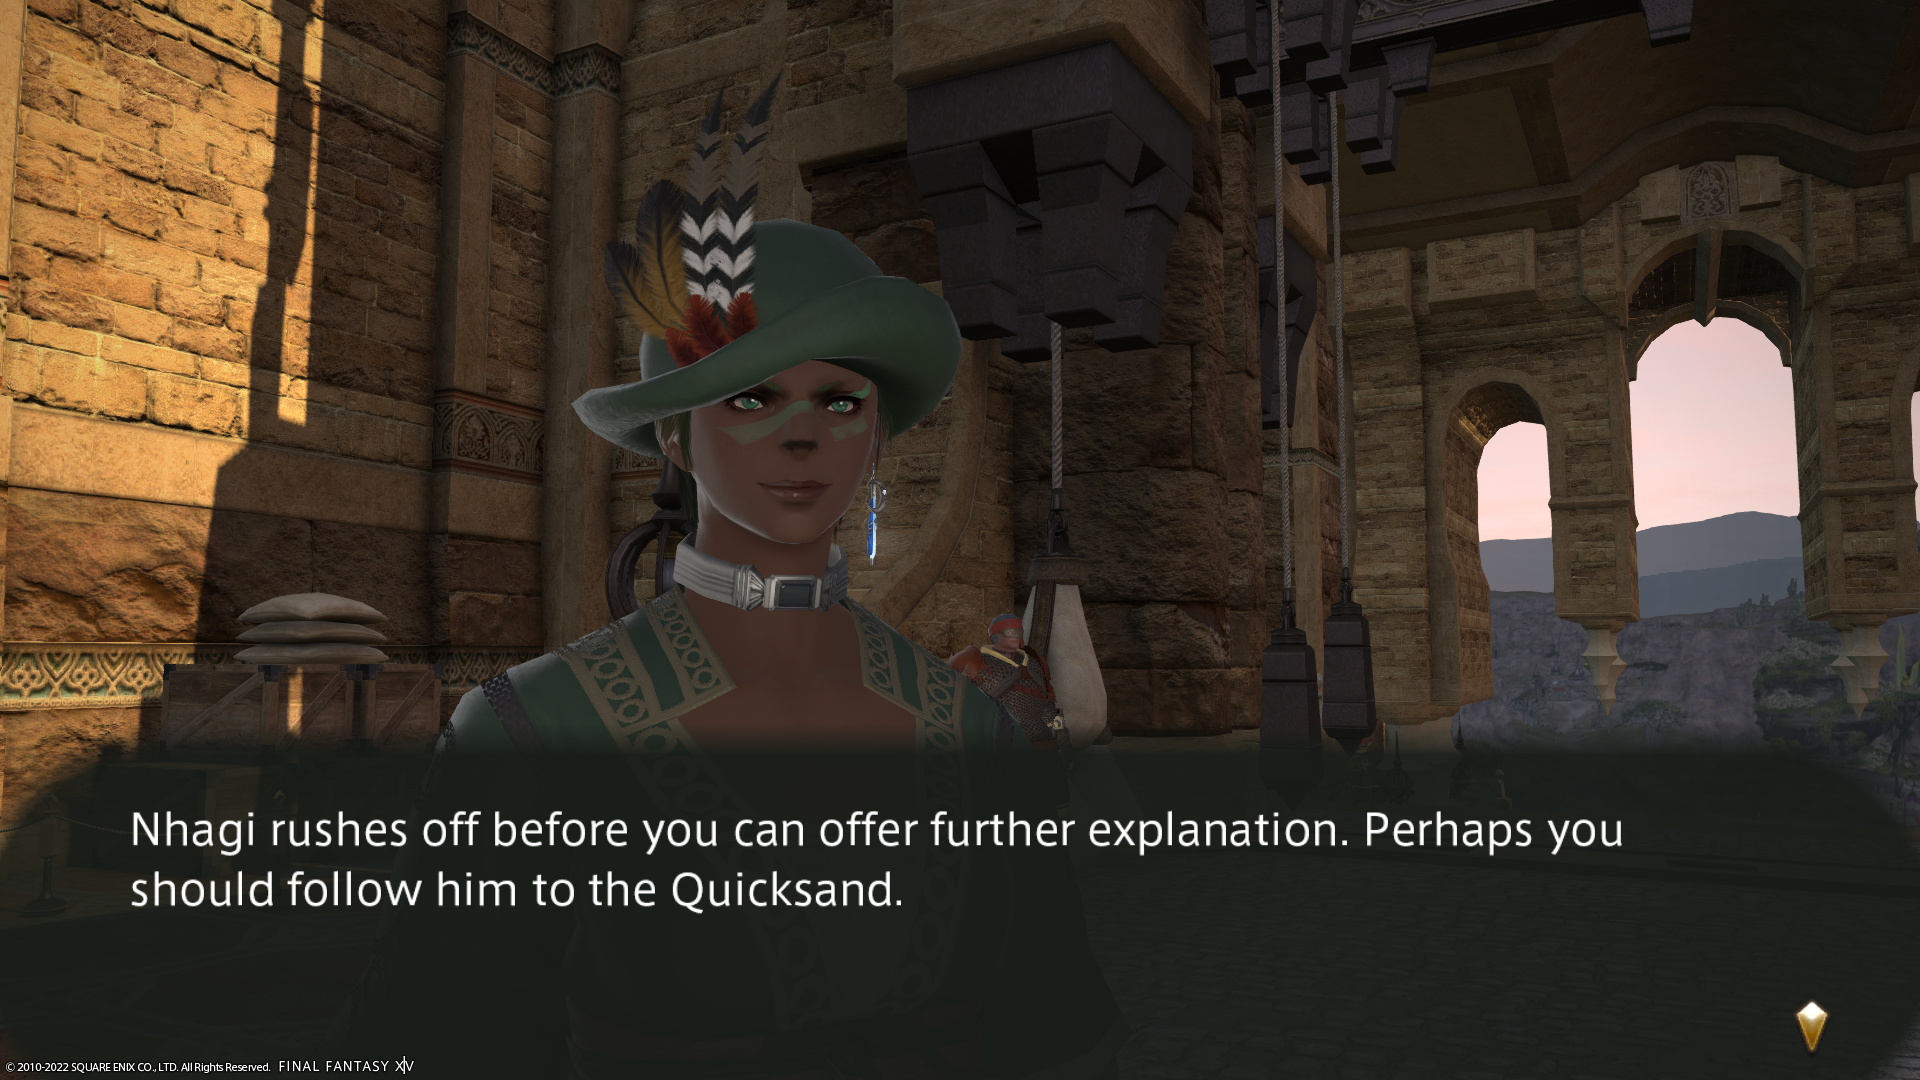 Nhagi rushes off before you can offer further explanation. Perhaps you
should follow him to the Quicksand.
© 2010-2022 SQUARE ENIX CO., LTD. All Rights Reserved. FINAL FANTASY XIV